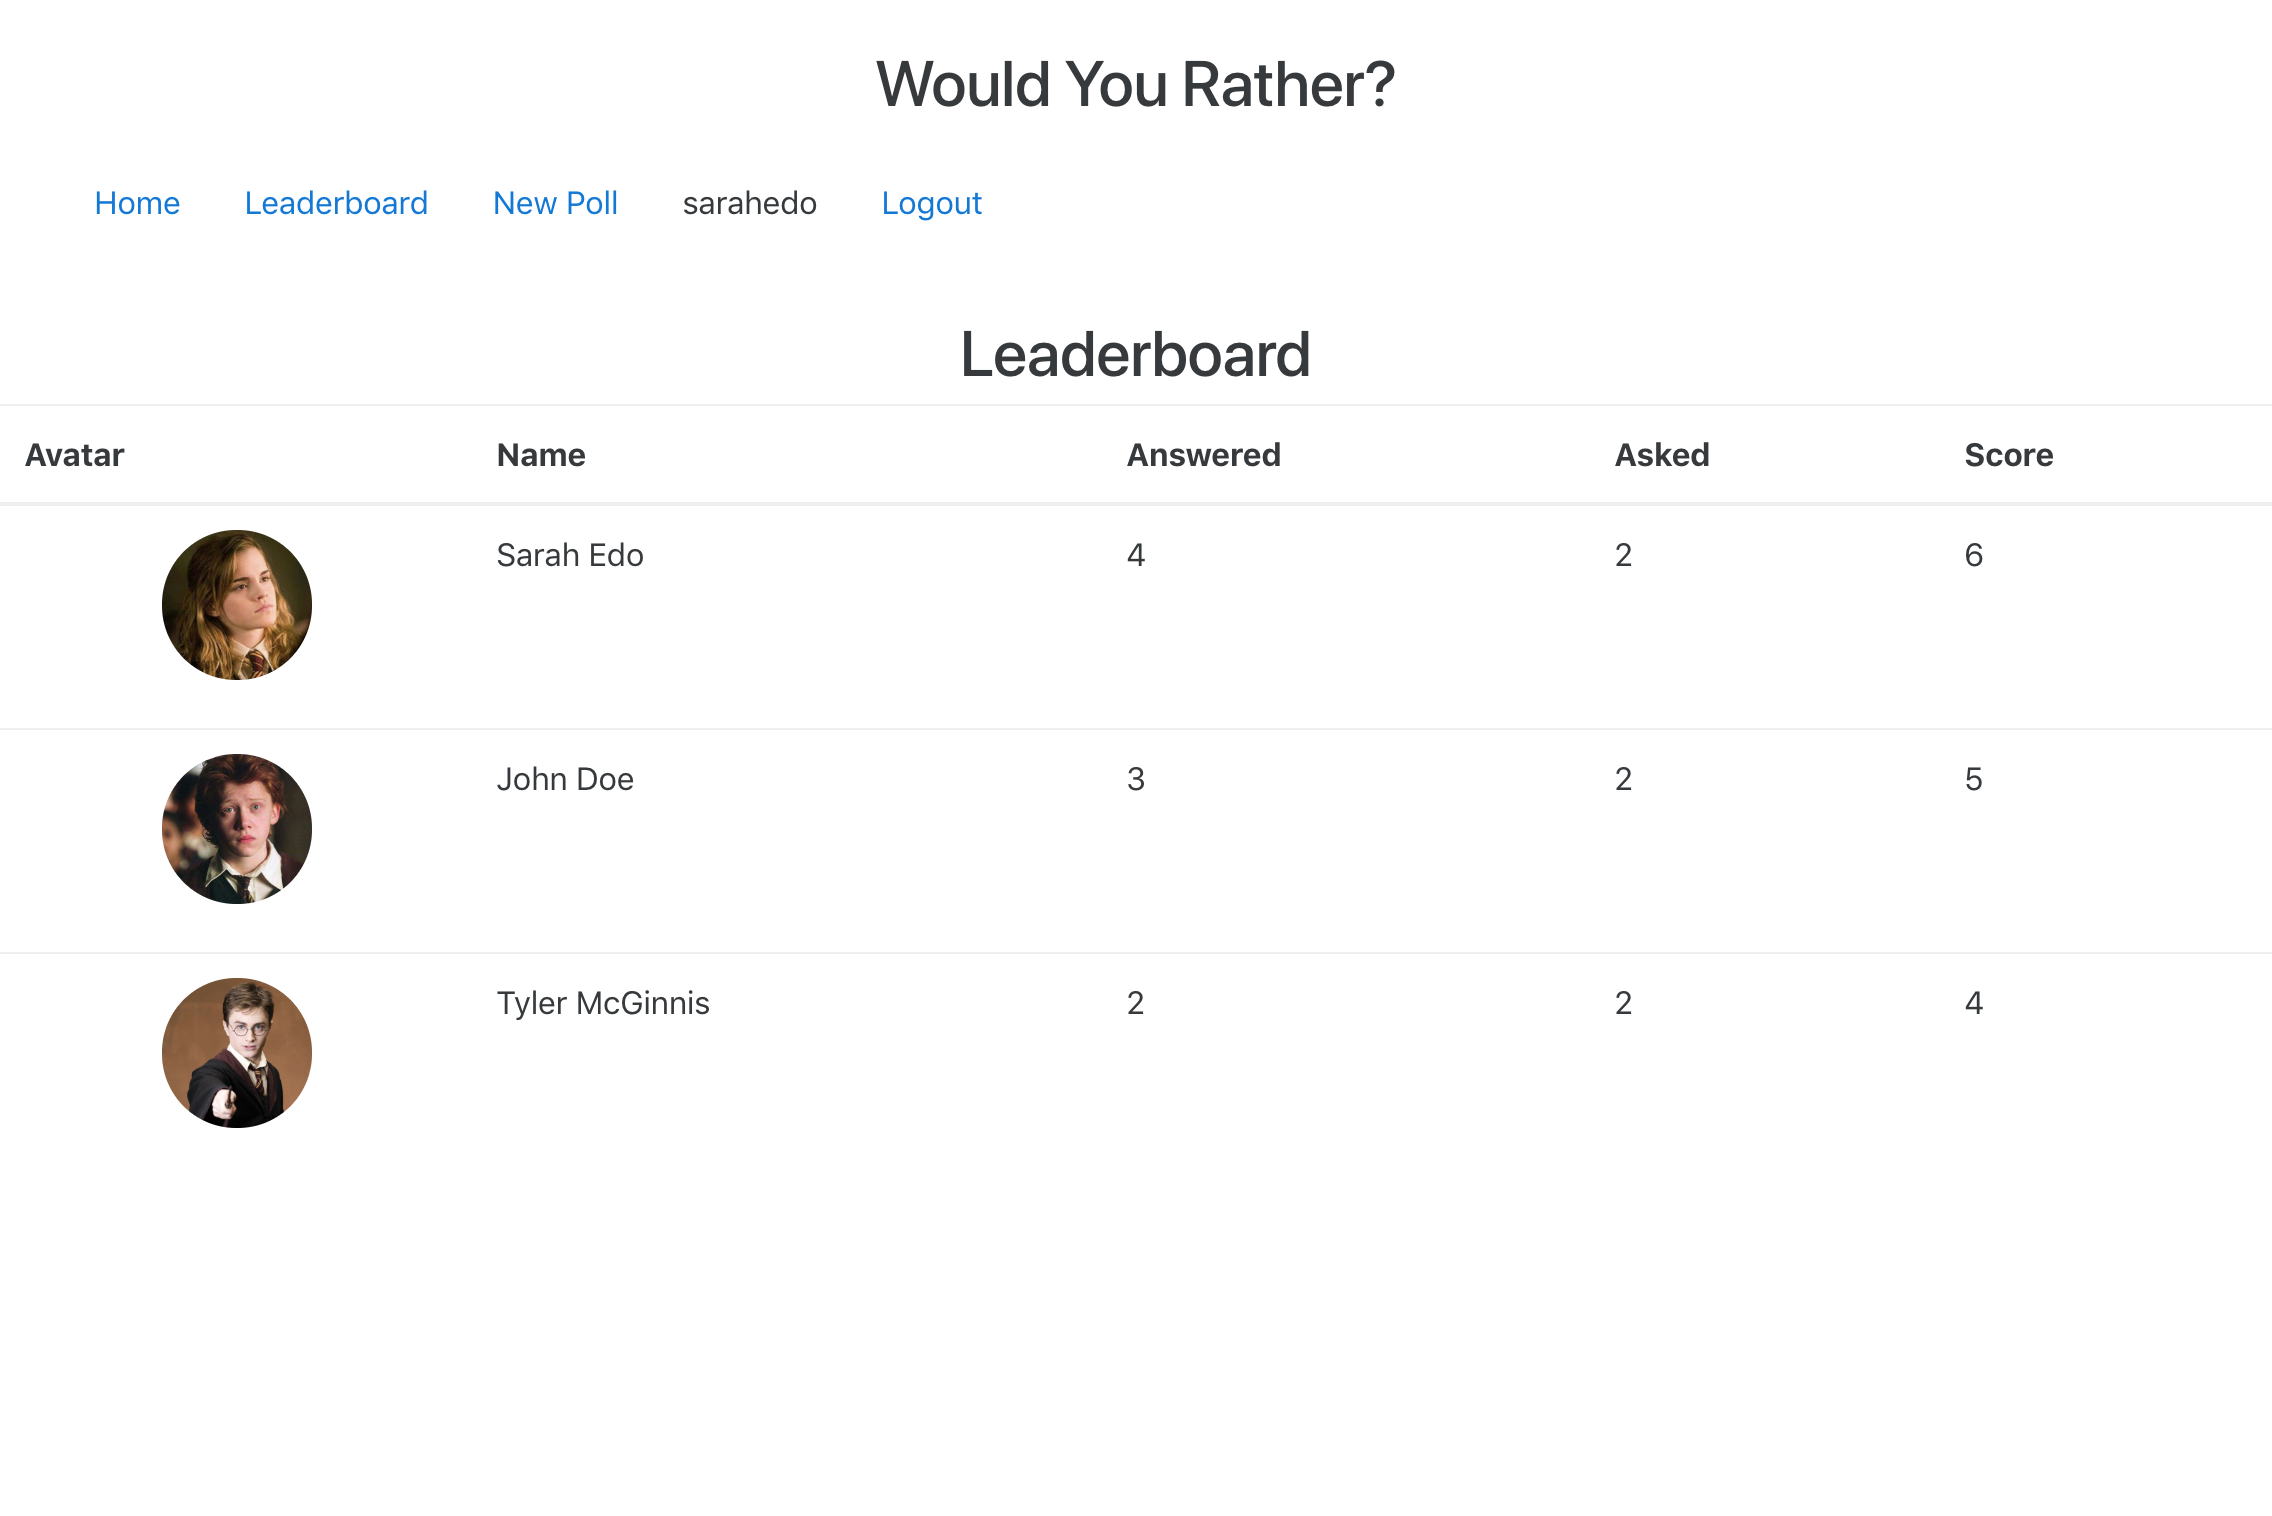 Would You Rather?
Home Leaderboard New Poll sarahedo Logout
Leaderboard
Avatar Name Answered Asked Score
Sarah Edo 4 2 6
John Doe 3 2 5
Tyler McGinnis 2 2 4